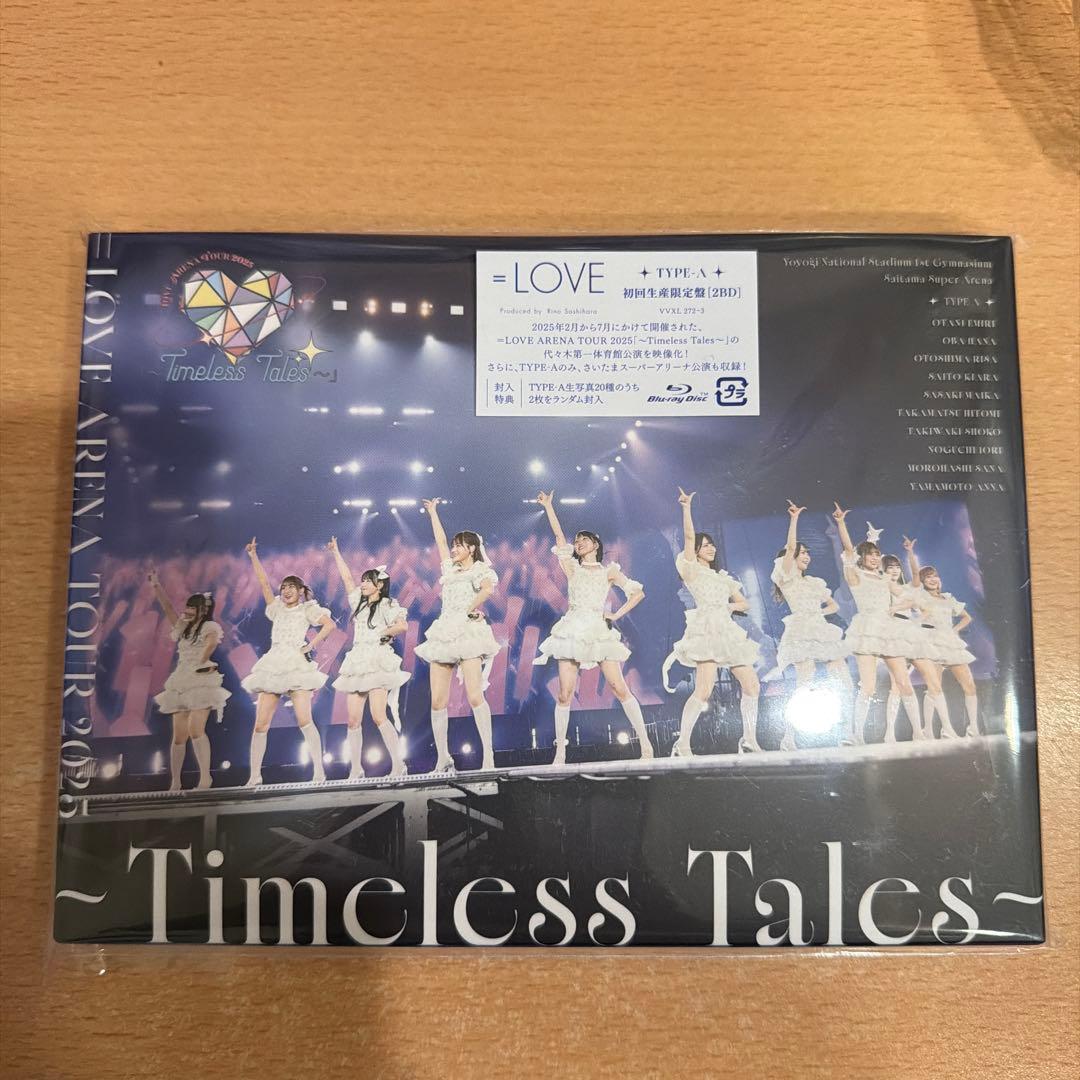 =LOVE ARENA TOUR 2025
=LOVE ARENA TOUR 2025
「~Timeless Tales~」
=LOVE
Produced by Rino Sashihara
TYPE-A
初回生産限定盤[2BD]
VVXL 272-3
2025年2月から7月にかけて開催された、
=LOVE ARENA TOUR 2025「~Timeless Tales~」の
代々木第一体育館公演を映像化!
さらに、TYPE-Aのみ、さいたまスーパーアリーナ公演も収録!
封入
特典
TYPE-A生写真20種のうち
2枚をランダム封入
Blu-ray Disc™
プラ
Yoyogi National Stadium 1st Gymnasium
Saitama Super Arena
TYPE-A
OTANI EMIRI
OBA HANA
OTOSHIMA RISA
SAITO KIARA
SASAKI MAIKA
TAKAMATSU HITOMI
TAKIWAKI SHOKO
NOGUCHI IORI
MOROHASHI SANA
YAMAMOTO ANNA
~Timeless Tales~